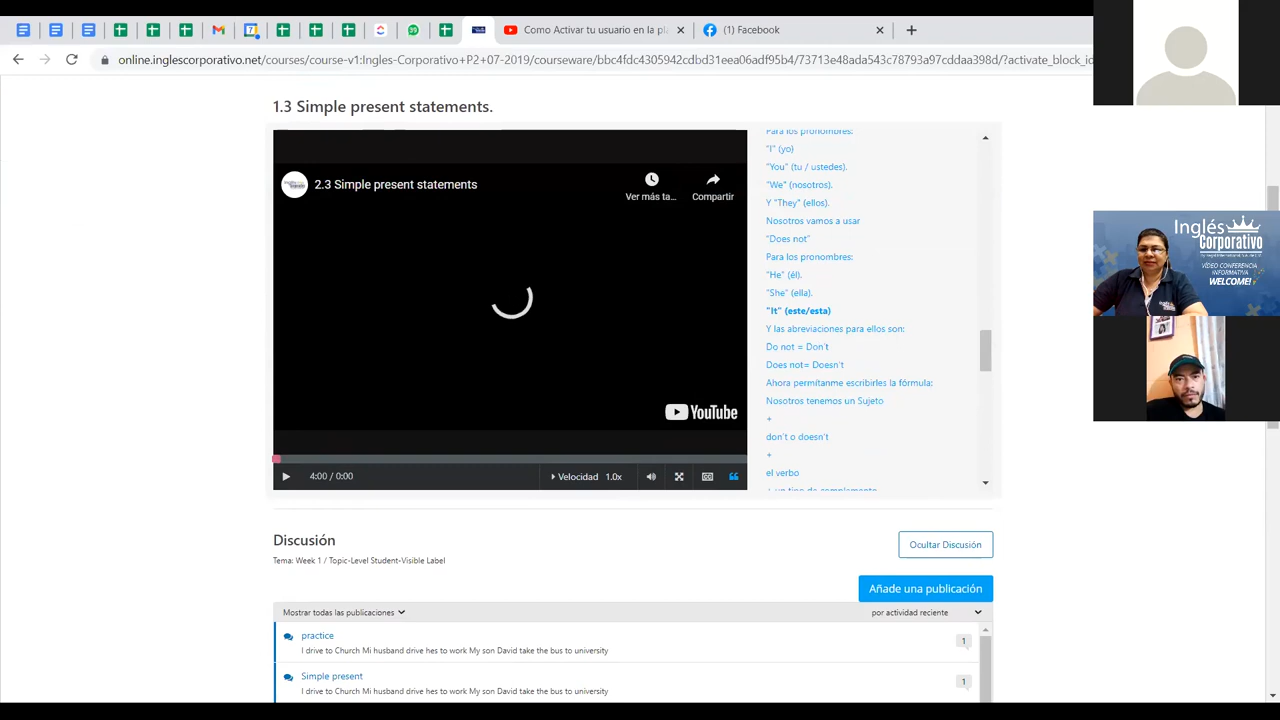 Como Activar tu usuario en la pla
(1) Facebook
online.inglescorporativo.net/courses/course-v1:Ingles-Corporativo+P2+07-2019/courseware/bbc4fdc4305942cdbd31eea06adf95b4/73713e48ada543c78793a97cddaa398d/?activate_block_id
1.3 Simple present statements.
2.3 Simple present statements
Ver más ta...
Compartir
YouTube
4:00 / 0:00
Velocidad 1.0x
Para los pronombres:
"I" (yo)
"You" (tu / ustedes).
"We" (nosotros).
Y "They" (ellos).
Nosotros vamos a usar
"Does not"
Para los pronombres:
"He" (él).
"She" (ella).
"It" (este/esta)
Y las abreviaciones para ellos son:
Do not = Don't
Does not= Doesn't
Ahora permítanme escribirles la fórmula:
Nosotros tenemos un Sujeto
+
don't o doesn't
+
el verbo
+ un tipo de complemento
Inglés
Corporativo
VÍDEO CONFERENCIA
INFORMATIVA
WELCOME!
Discusión
Ocultar Discusión
Tema: Week 1 / Topic-Level Student-Visible Label
Añade una publicación
Mostrar todas las publicaciones
por actividad reciente
practice
I drive to Church Mi husband drive hes to work My son David take the bus to university
1
Simple present
I drive to Church Mi husband drive hes to work My son David take the bus to university
1